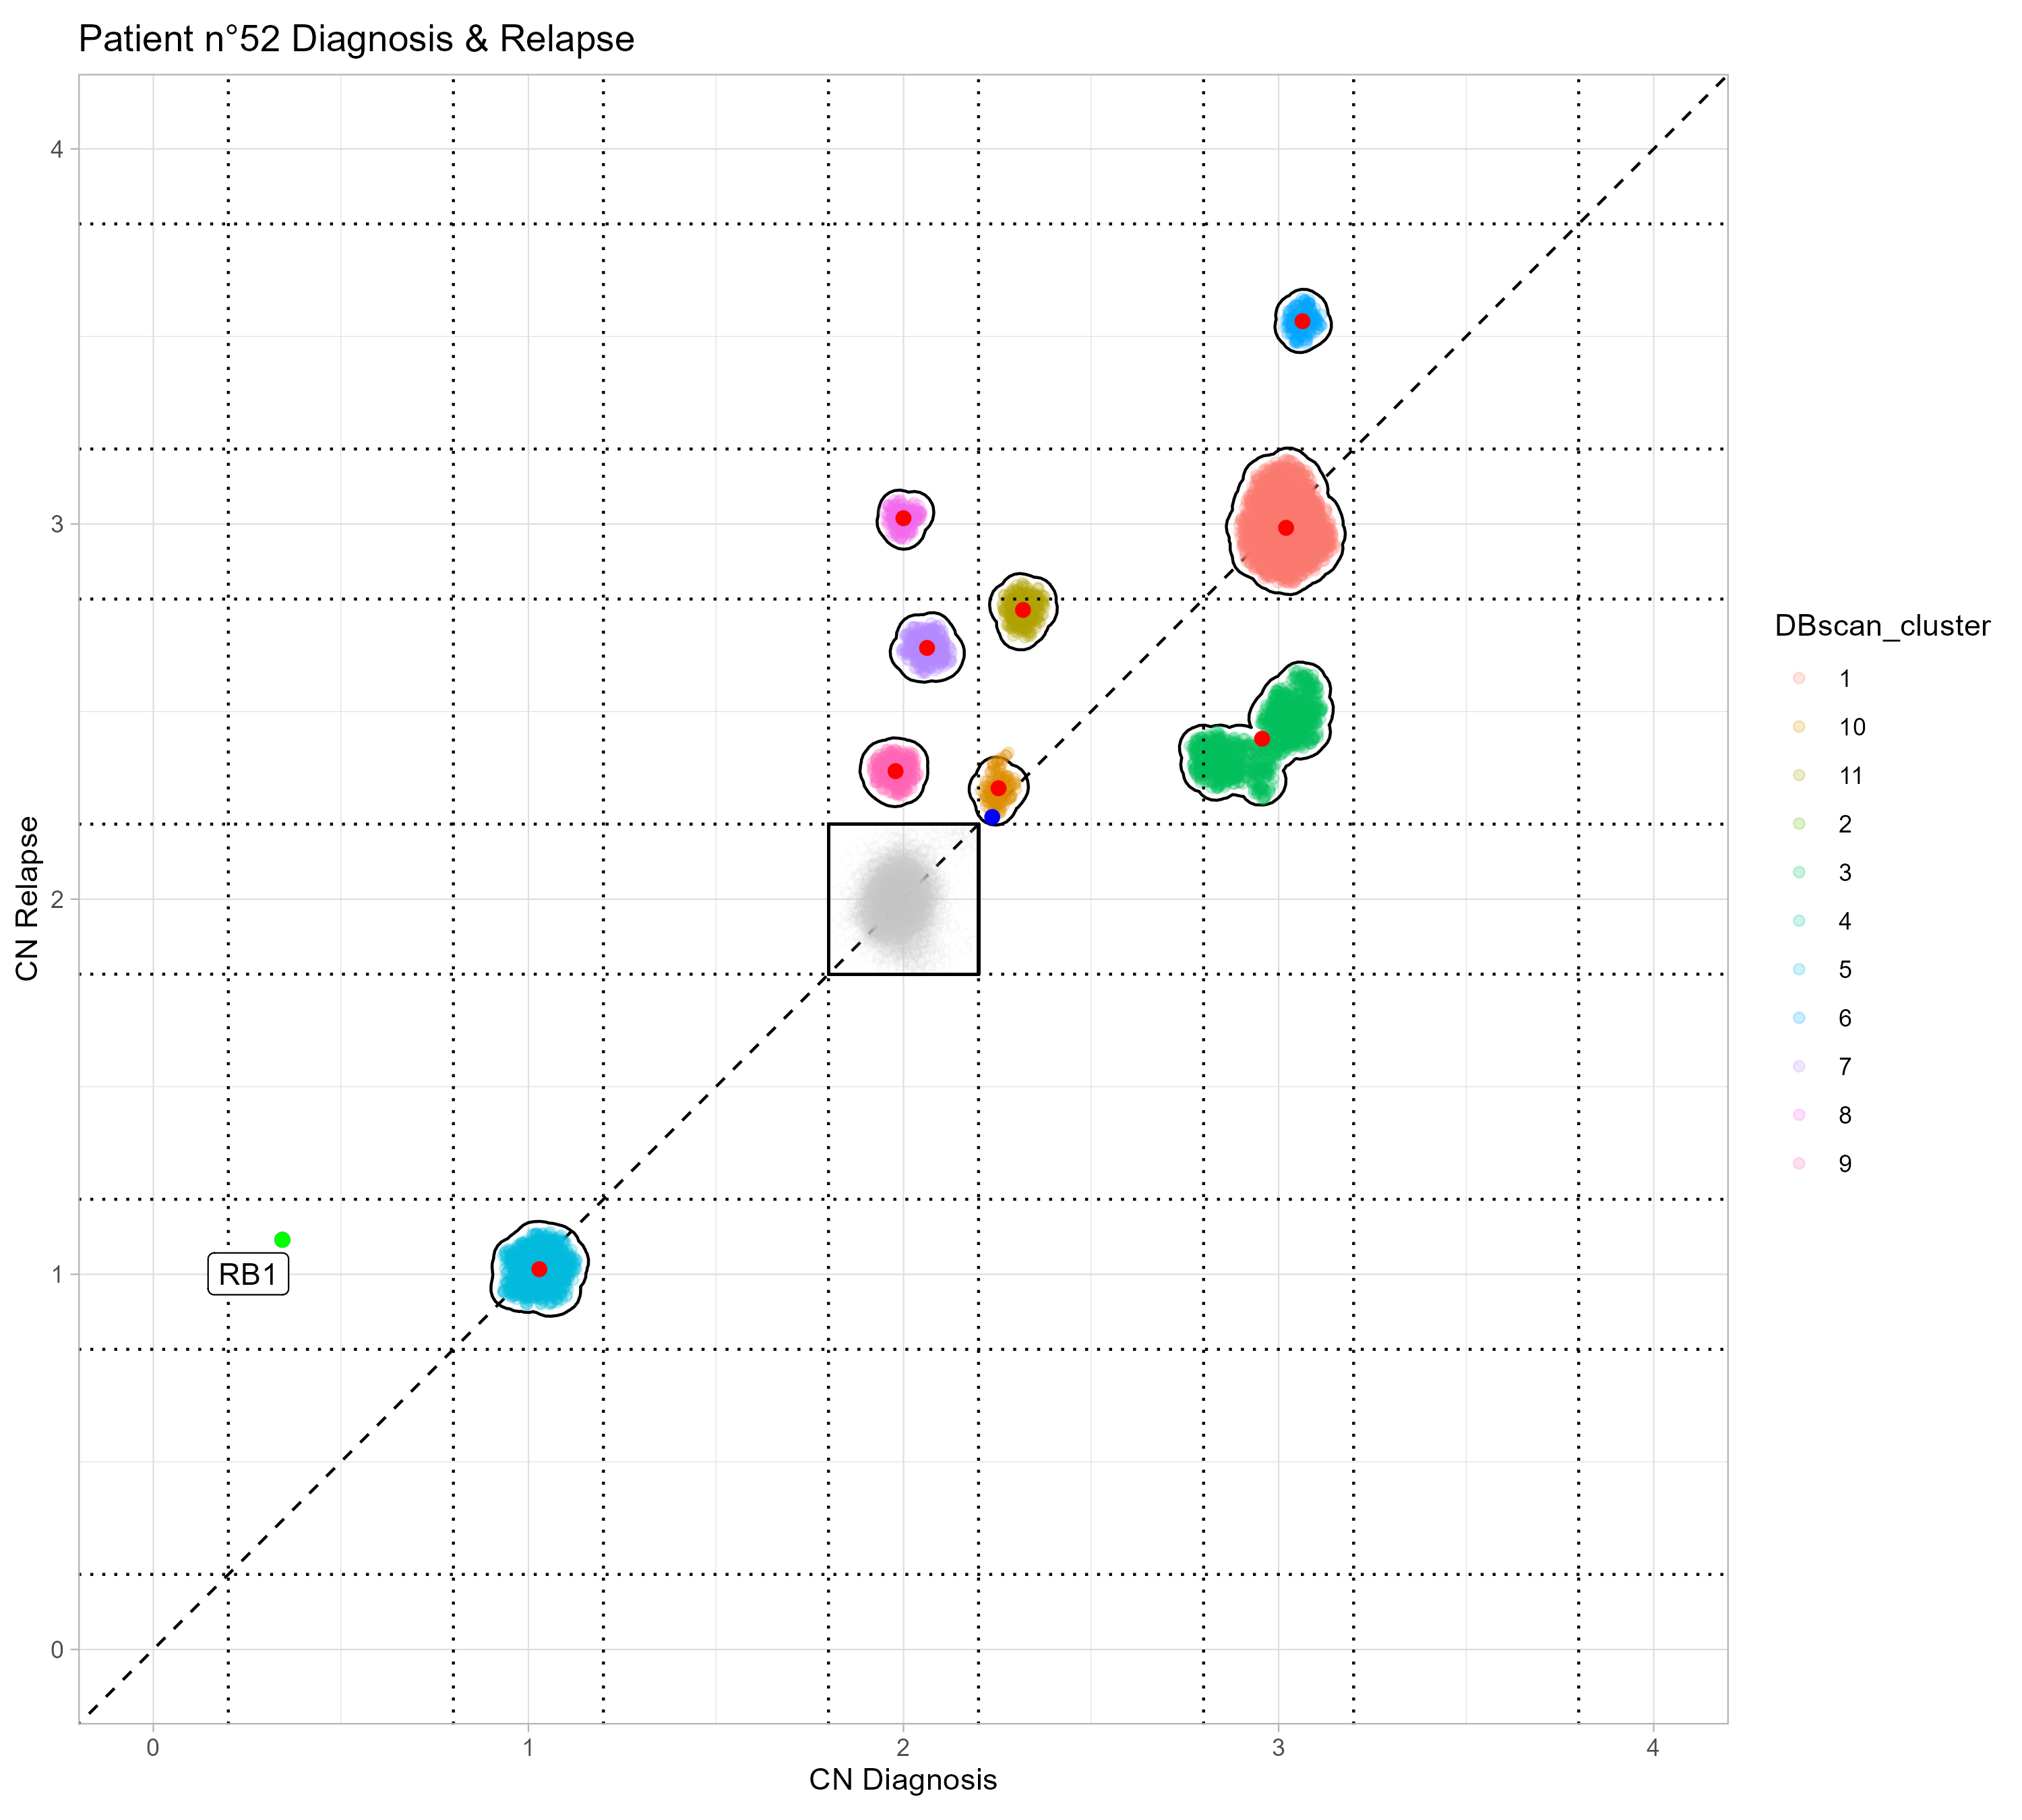 Patient n°52 Diagnosis & Relapse
4
3
2
1
0
CN Relapse
RB1
0 1 2 3 4
CN Diagnosis
DBscan_cluster
1
10
11
2
3
4
5
6
7
8
9